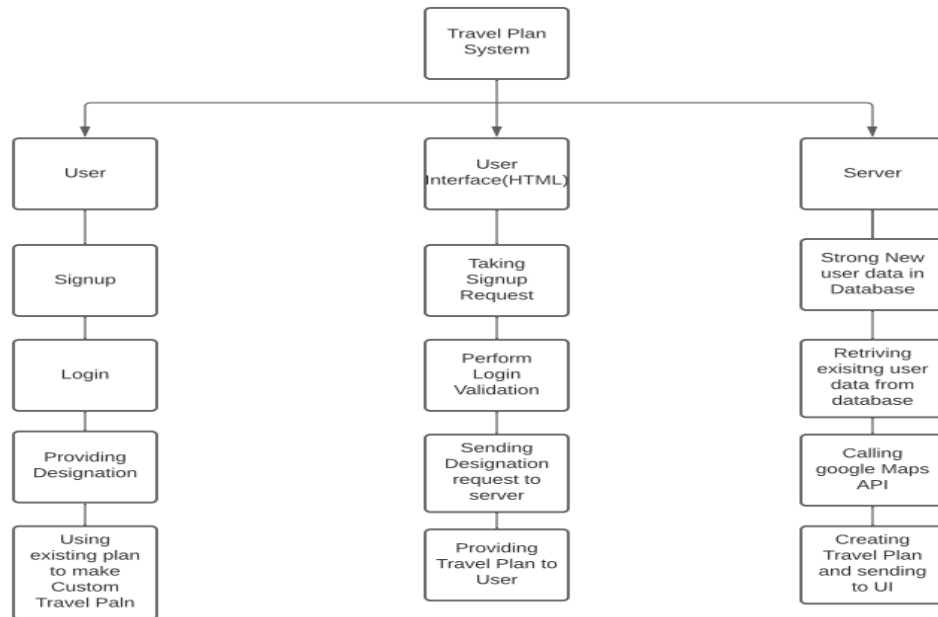 Travel Plan
System
User
User
Interface(HTML)
Server
Signup
Taking
Signup
Request
Strong New
user data in
Database
Login
Perform
Login
Validation
Retriving
exisitng user
data from
database
Providing
Designation
Sending
Designation
request to
server
Calling
google Maps
API
Using
existing plan
to make
Custom
Travel Paln
Providing
Travel Plan to
User
Creating
Travel Plan
and sending
to UI